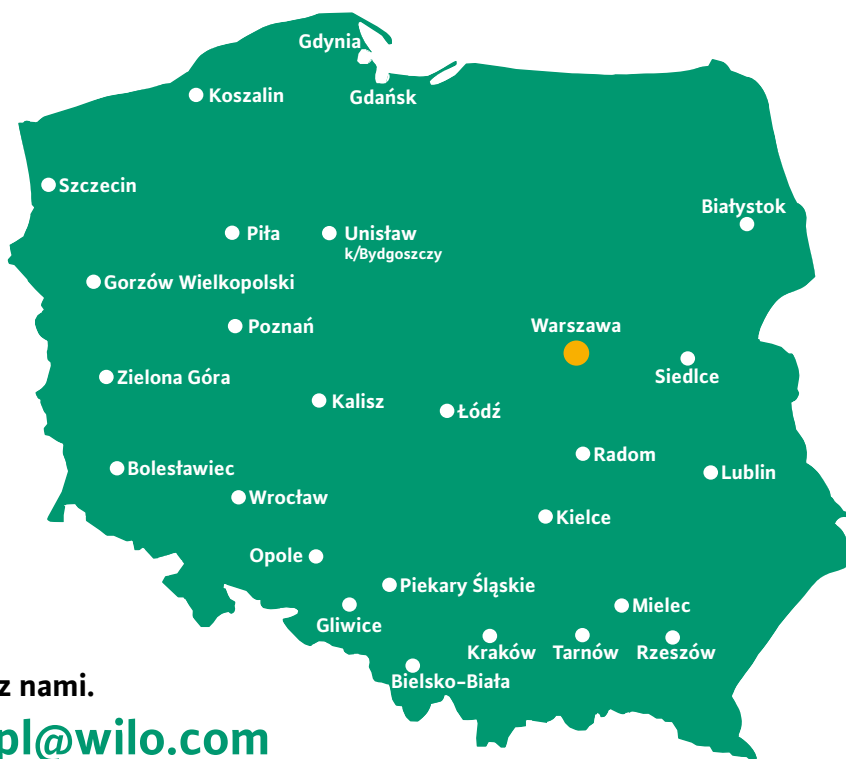 Gdynia
Koszalin
Gdańsk
Szczecin
Białystok
Piła
Unisław
k/Bydgoszczy
Gorzów Wielkopolski
Poznań
Warszawa
Zielona Góra
Siedlce
Kalisz
Łódź
Radom
Bolesławiec
Lublin
Wrocław
Kielce
Opole
Piekary Śląskie
Mielec
Gliwice
Kraków
Tarnów
Rzeszów
Bielsko-Biała
z nami.
pl@wilo.com